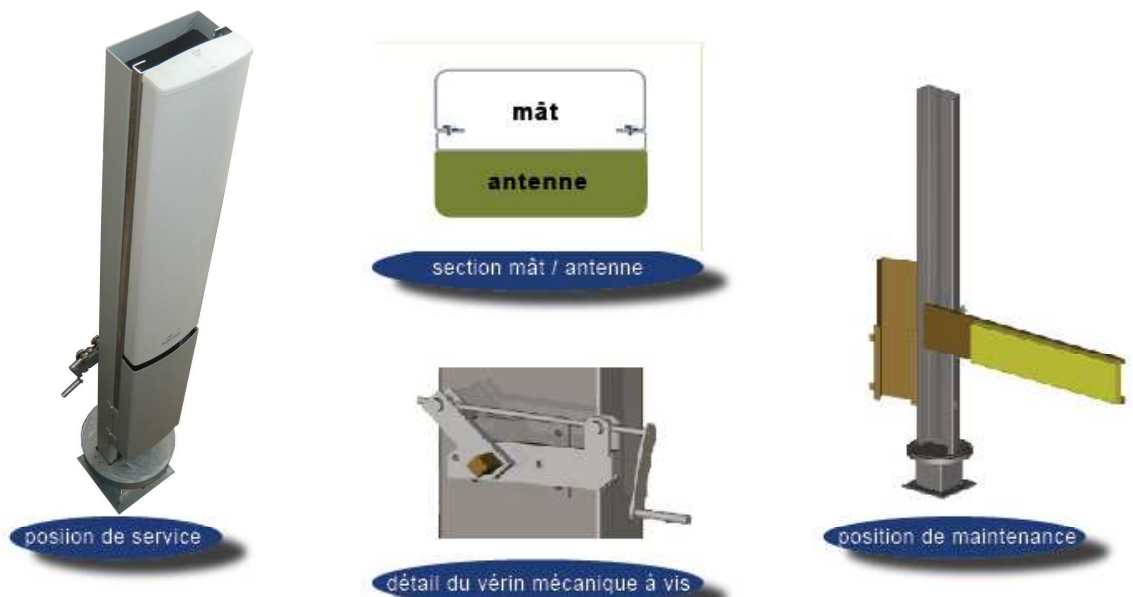 mât
antenne
section mât / antenne
posiion de service
position de maintenance
détail du vérin mécanique à vis